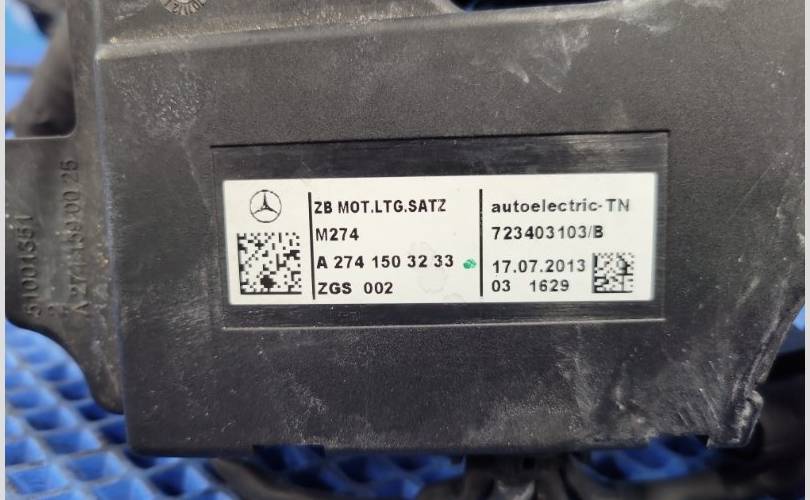 ZB MOT.LTG.SATZ
M274
A 274 150 32 33
ZGS 002
autoelectric-TN
723403103/B
17.07.2013
03 1629
51001351